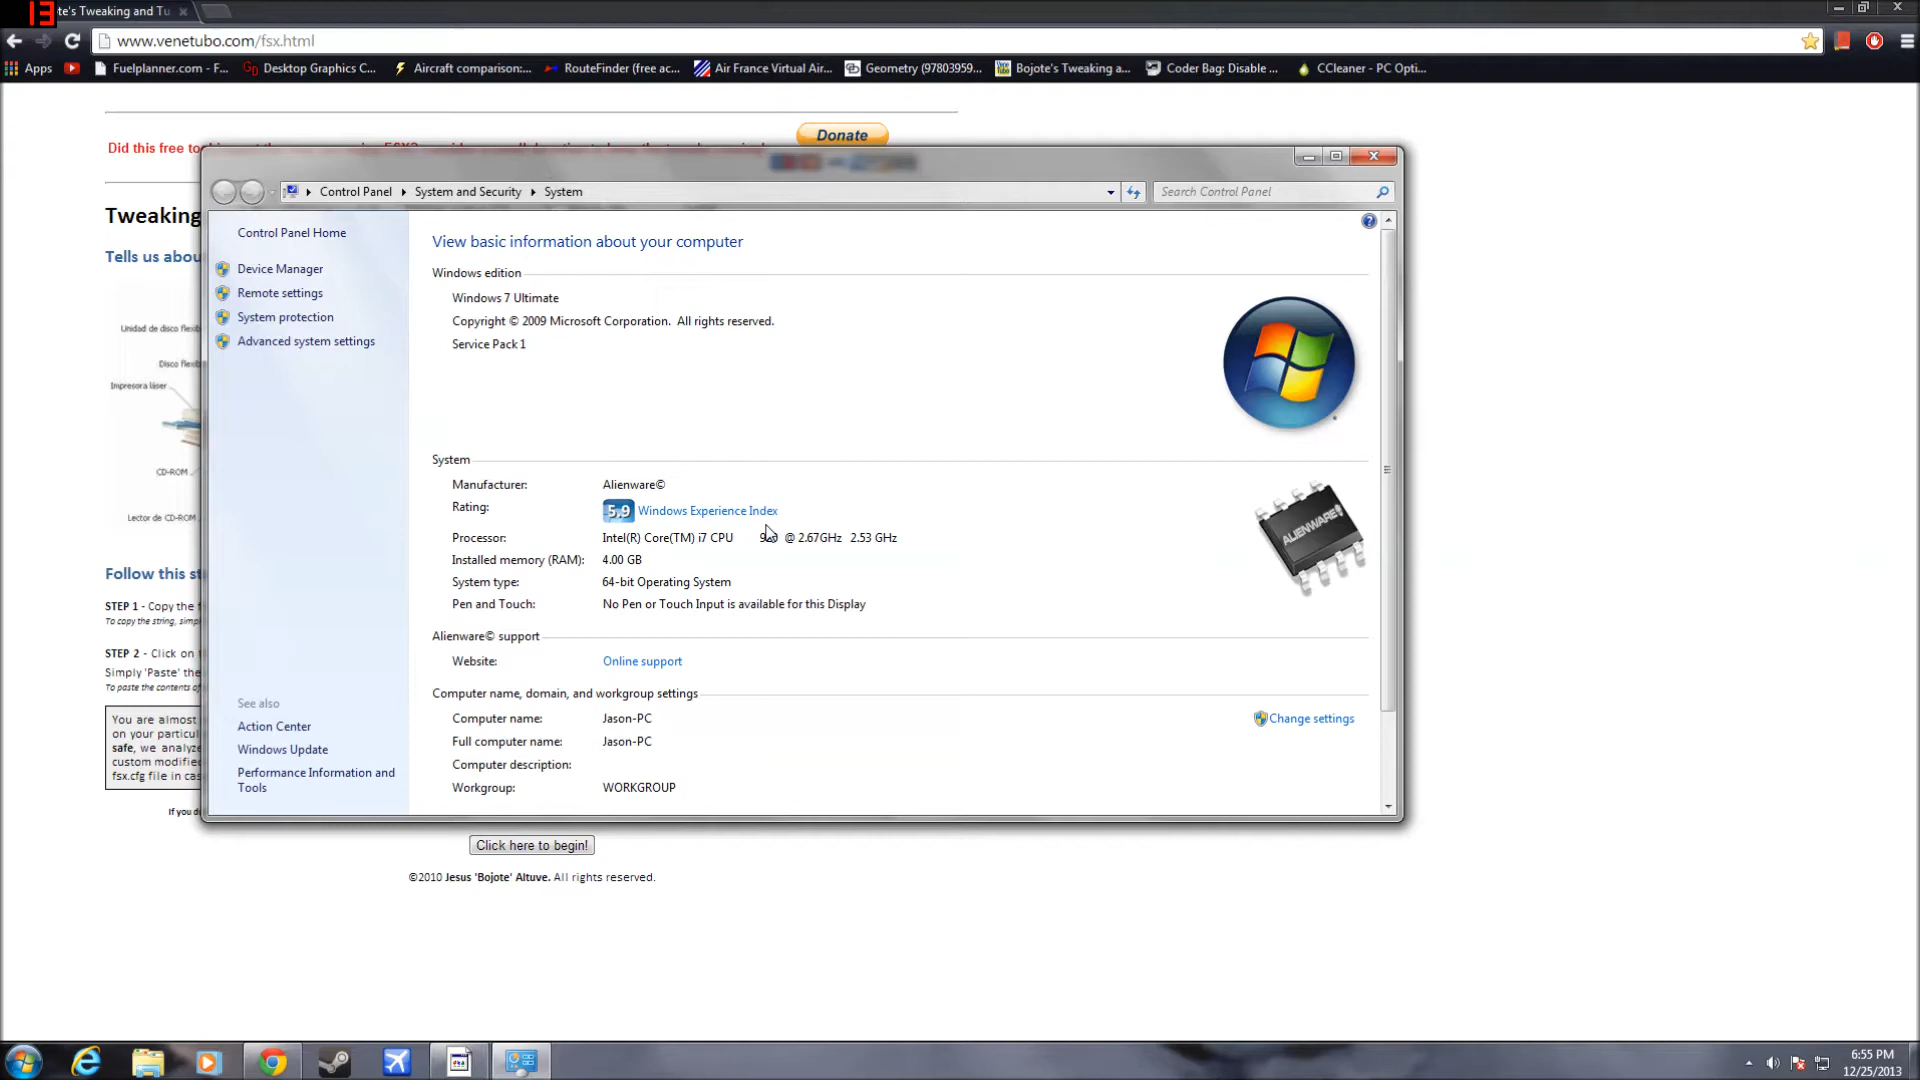 13
te's Tweaking and Tu
www.venetubo.com/fsx.html
Apps
Fuelplanner.com - F...
Desktop Graphics C...
Aircraft comparison:...
RouteFinder (free ac...
Air France Virtual Air...
Geometry (97803959...
Bojote's Tweaking a...
Coder Bag: Disable ...
CCleaner - PC Opti...
Donate
Did this free to
Control Panel
System and Security
System
Search Control Panel
Tweaking
Tells us abou
Unidad de disco flexib
Disco flexib
Impresora láser
CD-ROM
Lector de CD-ROM
Follow this st
STEP 1 - Copy the f
To copy the string, simpl
STEP 2 - Click on t
Simply 'Paste' the
To paste the contents of
You are almost
on your particul
safe, we analyze
custom modified
fsx.cfg file in cas
If you d
Control Panel Home
Device Manager
Remote settings
System protection
Advanced system settings
See also
Action Center
Windows Update
Performance Information and
Tools
View basic information about your computer
Windows edition
Windows 7 Ultimate
Copyright © 2009 Microsoft Corporation. All rights reserved.
Service Pack 1
System
Manufacturer: Alienware©
Rating: 5.9 Windows Experience Index
Processor: Intel(R) Core(TM) i7 CPU @ 2.67GHz 2.53 GHz
Installed memory (RAM): 4.00 GB
System type: 64-bit Operating System
Pen and Touch: No Pen or Touch Input is available for this Display
ALIENWARE
Alienware© support
Website: Online support
Computer name, domain, and workgroup settings
Computer name: Jason-PC
Change settings
Full computer name: Jason-PC
Computer description:
Workgroup: WORKGROUP
Click here to begin!
©2010 Jesus 'Bojote' Altuve. All rights reserved.
6:55 PM
12/25/2013